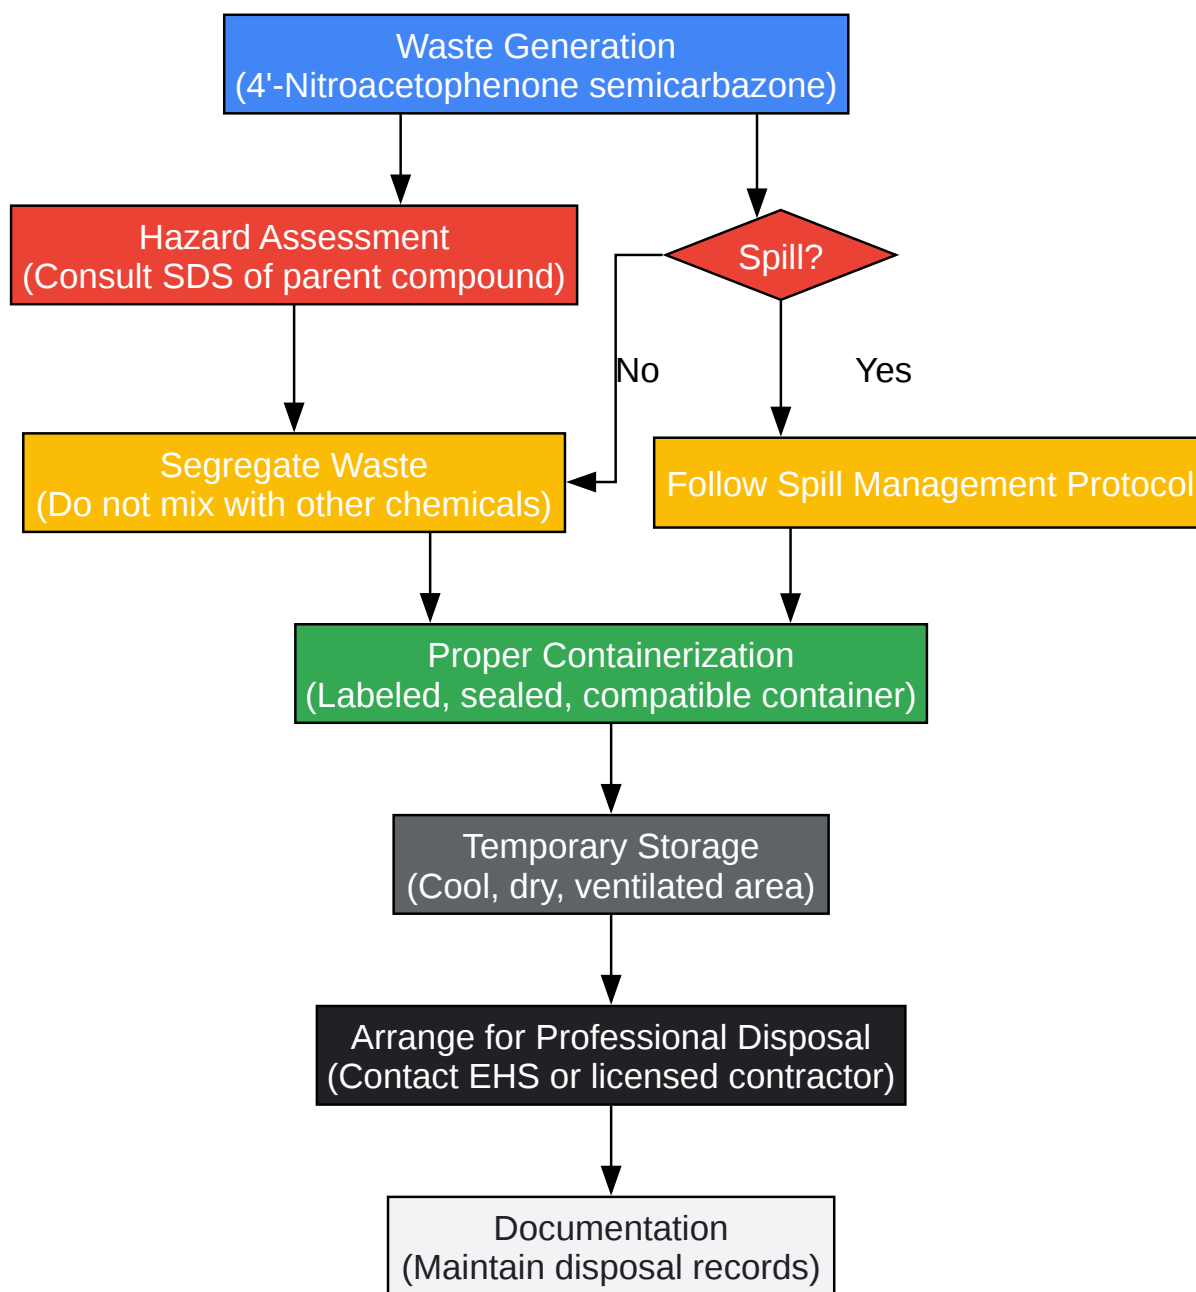 Waste Generation
(4'-Nitroacetophenone semicarbazone)
Hazard Assessment
(Consult SDS of parent compound)
Spill?
No
Yes
Segregate Waste
(Do not mix with other chemicals)
Follow Spill Management Protocol
Proper Containerization
(Labeled, sealed, compatible container)
Temporary Storage
(Cool, dry, ventilated area)
Arrange for Professional Disposal
(Contact EHS or licensed contractor)
Documentation
(Maintain disposal records)